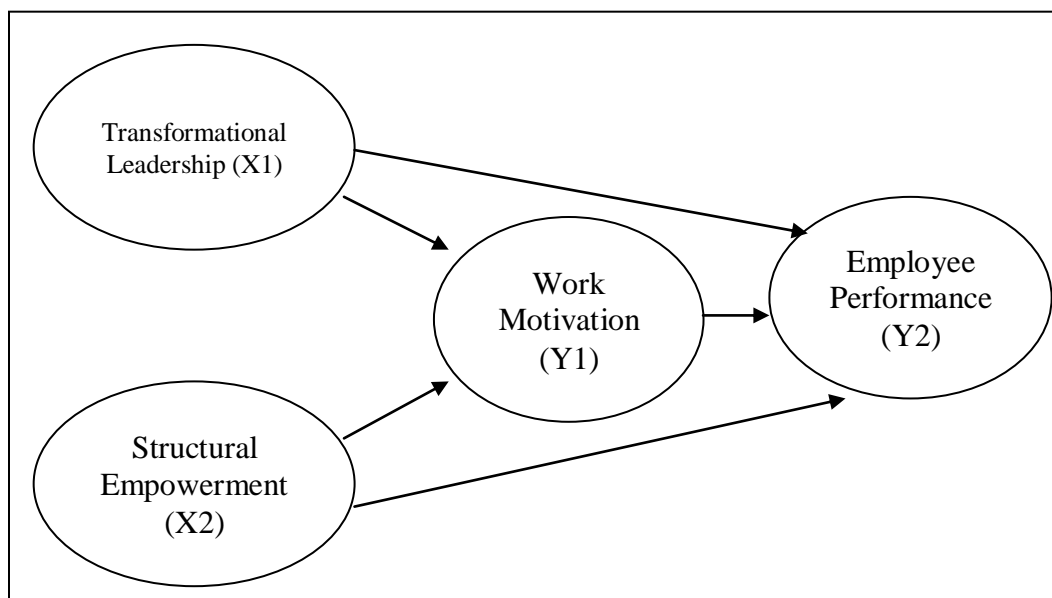 Transformational
Leadership (X1)
Work
Motivation
(Y1)
Employee
Performance
(Y2)
Structural
Empowerment
(X2)